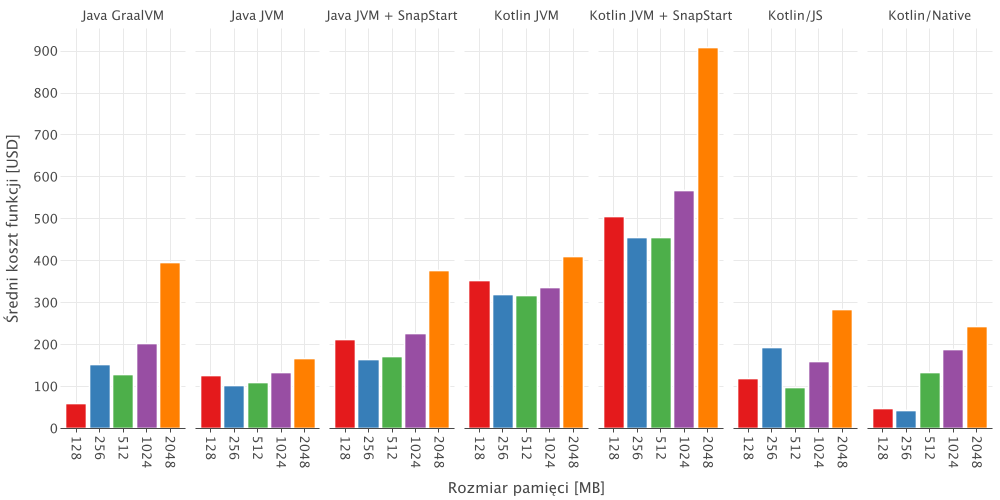 Java GraalVM Java JVM Java JVM + SnapStart Kotlin JVM Kotlin JVM + SnapStart Kotlin/JS Kotlin/Native
Średni koszt funkcji [USD]
900
800
700
600
500
400
300
200
100
0
128 256 512 1024 2048 128 256 512 1024 2048 128 256 512 1024 2048 128 256 512 1024 2048 128 256 512 1024 2048 128 256 512 1024 2048 128 256 512 1024 2048
Rozmiar pamięci [MB]